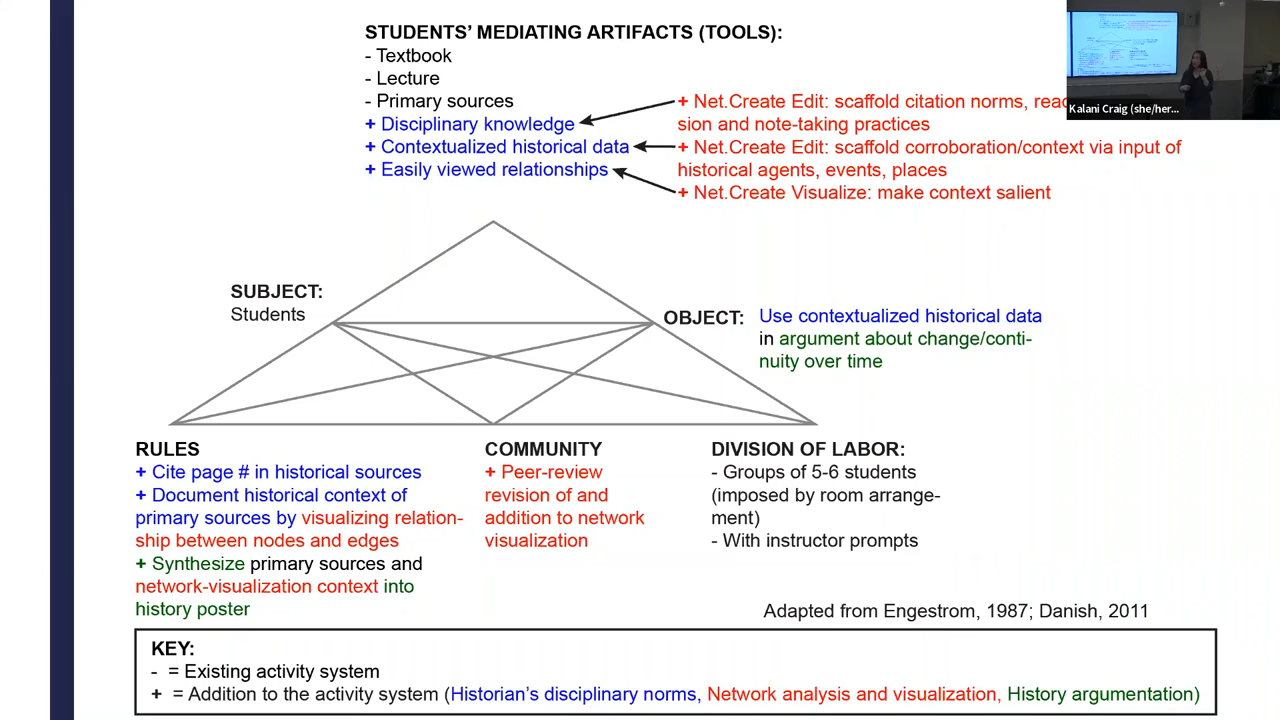 STUDENTS' MEDIATING ARTIFACTS (TOOLS):
- Textbook
- Lecture
- Primary sources
+ Disciplinary knowledge
+ Contextualized historical data
+ Easily viewed relationships
+ Net.Create Edit: scaffold citation norms,
sion and note-taking practices
+ Net.Create Edit: scaffold corroboration/context via input of
historical agents, events, places
+ Net.Create Visualize: make context salient
Kalani Craig (she/her...
SUBJECT:
Students
OBJECT:
Use contextualized historical data
in argument about change/conti-
nuity over time
RULES
+ Cite page # in historical sources
+ Document historical context of
primary sources by visualizing relation-
ship between nodes and edges
+ Synthesize primary sources and
network-visualization context into
history poster
COMMUNITY
+ Peer-review
revision of and
addition to network
visualization
DIVISION OF LABOR:
- Groups of 5-6 students
(imposed by room arrange-
ment)
- With instructor prompts
Adapted from Engestrom, 1987; Danish, 2011
KEY:
- = Existing activity system
+ = Addition to the activity system (Historian's disciplinary norms, Network analysis and visualization, History argumentation)